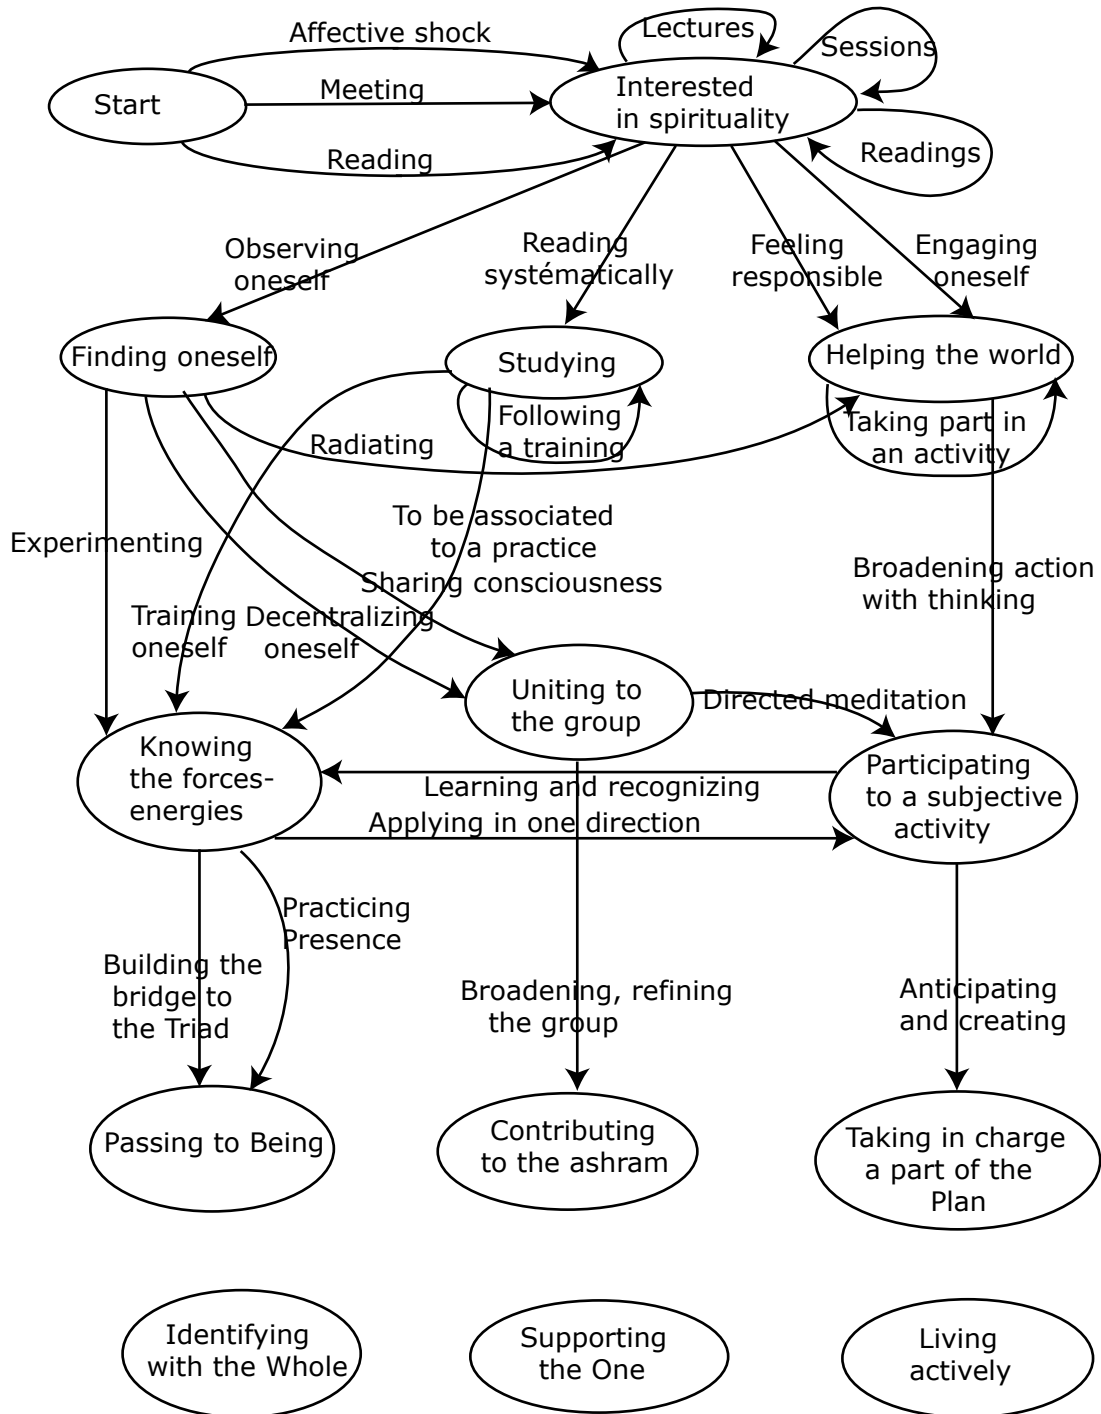 Affective shock
Lectures
Sessions
Start
Meeting
Interested
in spirituality
Reading
Readings
Observing
oneself
Reading
systématically
Feeling
responsible
Engaging
oneself
Finding oneself
Studying
Helping the world
Following
a training
Radiating
Taking part in
an activity
Experimenting
To be associated
to a practice
Sharing consciousness
Broadening action
with thinking
Training
oneself
Decentralizing
oneself
Uniting to
the group
Directed meditation
Knowing
the forces-
energies
Participating
to a subjective
activity
Learning and recognizing
Applying in one direction
Practicing
Presence
Building the
bridge to
the Triad
Broadening, refining
the group
Anticipating
and creating
Passing to Being
Contributing
to the ashram
Taking in charge
a part of the
Plan
Identifying
with the Whole
Supporting
the One
Living
actively